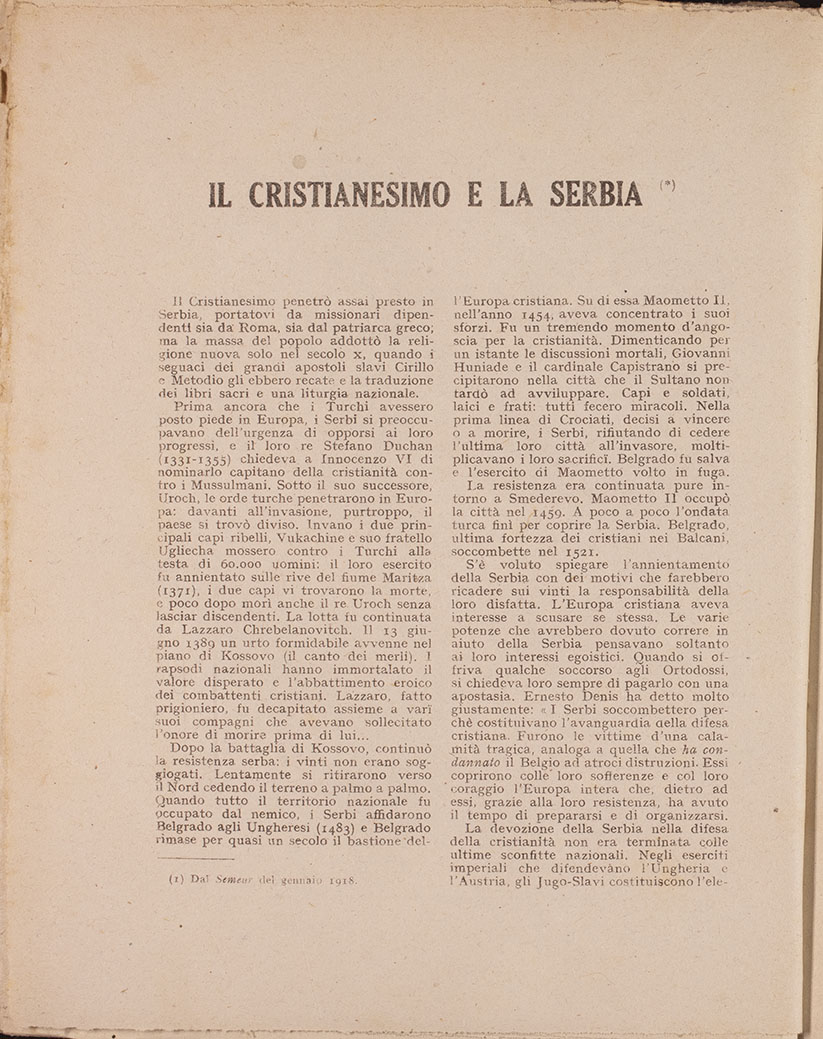 IL CRISTIANESIMO E LA SERBIA (*)
Il Cristianesimo penetrò assai presto in
Serbia, portatovi da missionari dipen-
denti sia da Roma, sia dal patriarca greco;
ma la massa del popolo addottò la reli-
gione nuova solo nel secolo X, quando i
seguaci dei grandi apostoli slavi Cirillo
e Metodio gli ebbero recate e la traduzione
dei libri sacri e una liturgia nazionale.
Prima ancora che i Turchi avessero
posto piede in Europa, i Serbi si preoccu-
pavano dell'urgenza di opporsi ai loro
progressi, e il loro re Stefano Duchan
(1331-1355) chiedeva a Innocenzo VI di
nominarlo capitano della cristianità con-
tro i Mussulmani. Sotto il suo successore,
Uroch, le orde turche penetrarono in Euro-
pa: davanti all'invasione, purtroppo, il
paese si trovò diviso. Invano i due prin-
cipali capi ribelli, Vukachine e suo fratello
Ugliecha mossero contro i Turchi alla
testa di 60.000 uomini: il loro esercito
fu annientato sulle rive del fiume Maritza
(1371), i due capi vi trovarono la morte,
e poco dopo morì anche il re Uroch senza
lasciar discendenti. La lotta fu continuata
da Lazzaro Chrebelanovitch. Il 13 giu-
gno 1389 un urto formidabile avvenne nel
piano di Kossovo (il canto dei merli). I
rapsodi nazionali hanno immortalato il
valore disperato e l'abbattimento eroico
dei combattenti cristiani. Lazzaro, fatto
prigioniero, fu decapitato assieme a varî
suoi compagni che avevano sollecitato
l'onore di morire prima di lui...
Dopo la battaglia di Kossovo, continuò
la resistenza serba: i vinti non erano sog-
giogati. Lentamente si ritirarono verso
il Nord cedendo il terreno a palmo a palmo.
Quando tutto il territorio nazionale fu
occupato dal nemico, i Serbi affidarono
Belgrado agli Ungheresi (1483) e Belgrado
rimase per quasi un secolo il bastione del-
(1) Dal Semeur del gennaio 1918.
l'Europa cristiana. Su di essa Maometto II,
nell'anno 1454, aveva concentrato i suoi
sforzi. Fu un tremendo momento d'ango-
scia per la cristianità. Dimenticando per
un istante le discussioni mortali, Giovanni
Huniade e il cardinale Capistrano si pre-
cipitarono nella città che il Sultano non
tardò ad avviluppare. Capi e soldati,
laici e frati: tutti fecero miracoli. Nella
prima linea di Crociati, decisi a vincere
o a morire, i Serbi, rifiutando di cedere
l'ultima loro città all'invasore, molti-
plicavano i loro sacrificî. Belgrado fu salva
e l'esercito di Maometto volto in fuga.
La resistenza era continuata pure in-
torno a Smederevo. Maometto II occupò
la città nel 1459. A poco a poco l'ondata
turca finì per coprire la Serbia. Belgrado,
ultima fortezza dei cristiani nei Balcani,
soccombette nel 1521.
S'è voluto spiegare l'annientamento
della Serbia con dei motivi che farebbero
ricadere sui vinti la responsabilità della
loro disfatta. L'Europa cristiana aveva
interesse a scusare se stessa. Le varie
potenze che avrebbero dovuto correre in
aiuto della Serbia pensavano soltanto
ai loro interessi egoistici. Quando si of-
friva qualche soccorso agli Ortodossi,
si chiedeva loro sempre di pagarlo con una
apostasia. Ernesto Denis ha detto molto
giustamente: « I Serbi soccombettero per-
chè costituivano l'avanguardia della difesa
cristiana. Furono le vittime d'una cala-
mità tragica, analoga a quella che ha con-
dannato il Belgio ad atroci distruzioni. Essi
coprirono colle loro sofferenze e col loro
coraggio l'Europa intera che, dietro ad
essi, grazie alla loro resistenza, ha avuto
il tempo di prepararsi e di organizzarsi.
La devozione della Serbia nella difesa
della cristianità non era terminata colle
ultime sconfitte nazionali. Negli eserciti
imperiali che difendevano l'Ungheria e
l'Austria, gli Jugo-Slavi costituiscono l'ele-